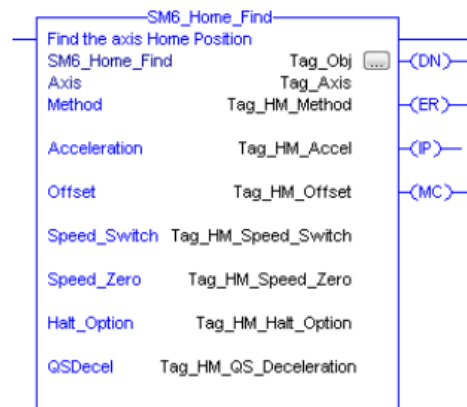 SM6_Home_Find
Find the axis Home Position
SM6_Home_Find Tag_Obj ... (DN)
Axis Tag_Axis
Method Tag_HM_Method (ER)
Acceleration Tag_HM_Accel (IP)
Offset Tag_HM_Offset (MC)
Speed_Switch Tag_HM_Speed_Switch
Speed_Zero Tag_HM_Speed_Zero
Halt_Option Tag_HM_Halt_Option
QSDecel Tag_HM_QS_Deceleration